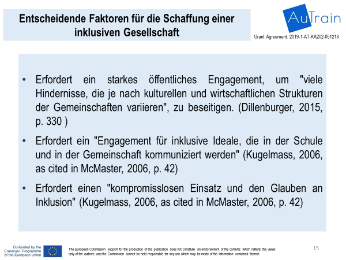 Entscheidende Faktoren für die Schaffung einer
inklusiven Gesellschaft
AuTrain
• Erfordert ein starkes öffentliches Engagement, um "viele
Hindernisse, die je nach kulturellen und wirtschaftlichen Strukturen
der Gemeinschaften variieren", zu beseitigen. (Dillenburger, 2015,
p. 330 )
• Erfordert ein "Engagement für inklusive Ideale, die in der Schule
und in der Gemeinschaft kommuniziert werden" (Kugelmass, 2006,
as cited in McMaster, 2006, p. 42)
• Erfordert einen "kompromisslosen Einsatz und den Glauben an
Inklusion" (Kugelmass, 2006, as cited in McMaster, 2006, p. 42)
Co-funded by the
Erasmus+ Programme
of the European Union
The European Commission support for the production of this publication does not constitute an endorsement of the contents which reflects the views
only of the authors, and the Commission cannot be held responsible for any use which may be made of the information contained therein.
15